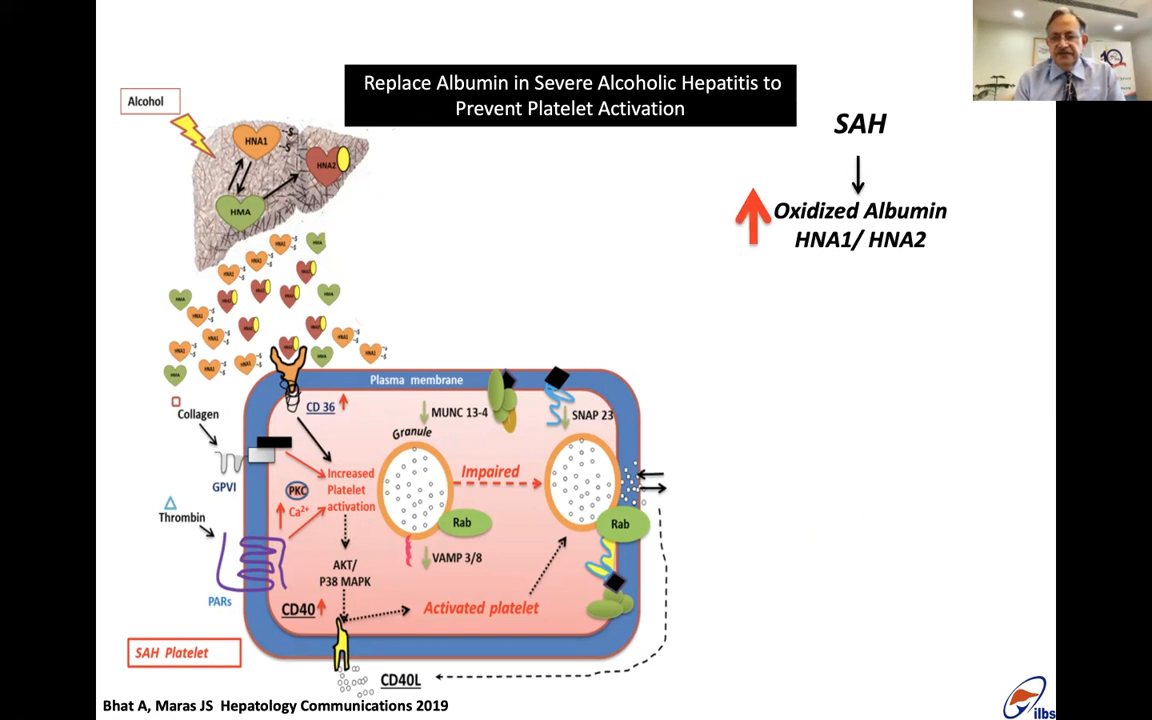 Replace Albumin in Severe Alcoholic Hepatitis to
Prevent Platelet Activation
Alcohol
HNA1
HNA2
HMA
SAH
Oxidized Albumin
HNA1/ HNA2
Plasma membrane
CD 36
Collagen
GPVI
Thrombin
PARs
MUNC 13-4
SNAP 23
Granule
Increased
Platelet
activation
PKC
Ca²⁺
Impaired
Rab
Rab
VAMP 3/8
AKT/
P38 MAPK
CD40
Activated platelet
SAH Platelet
CD40L
Bhat A, Maras JS Hepatology Communications 2019
ilbs